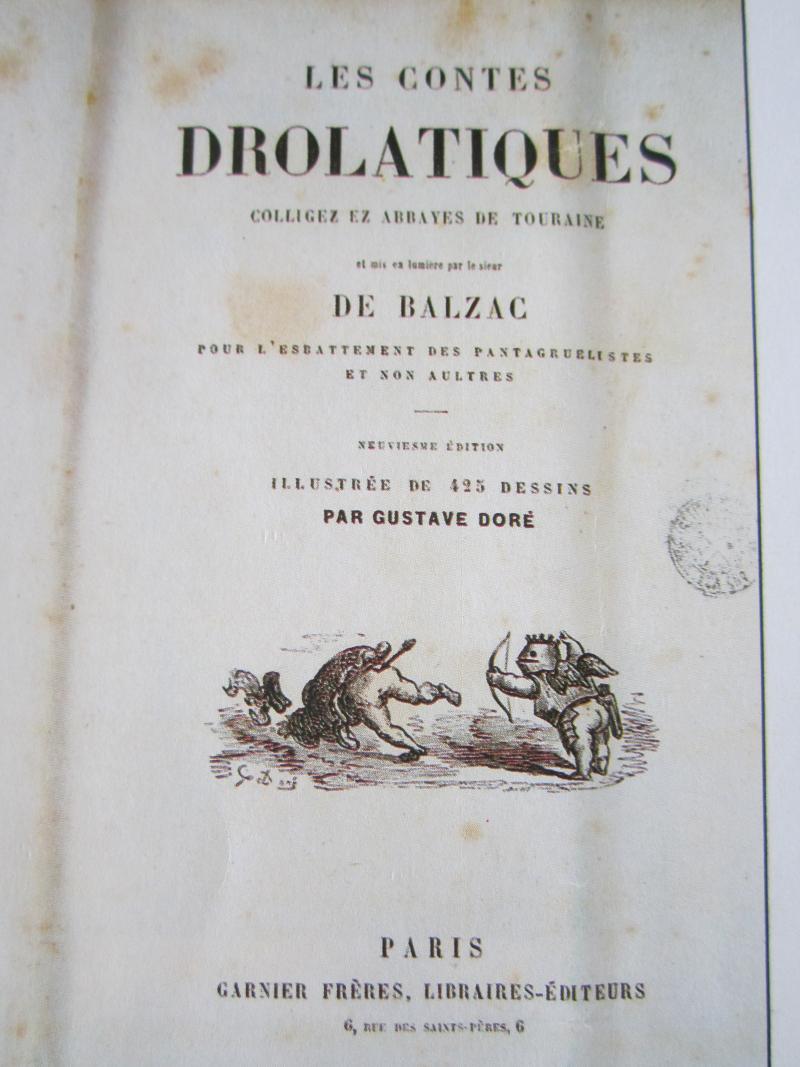 LES CONTES
DROLATIQUES
COLLIGEZ EZ ABBAYES DE TOURAINE
et mis en lumière par le sieur
DE BALZAC
POUR L'ESBATTEMENT DES PANTAGRUELISTES
ET NON AULTRES
NEUVIESME ÉDITION
ILLUSTRÉE DE 425 DESSINS
PAR GUSTAVE DORÉ
G. Doré
PARIS
GARNIER FRÈRES, LIBRAIRES-ÉDITEURS
6, RUE DES SAINTS-PÈRES, 6